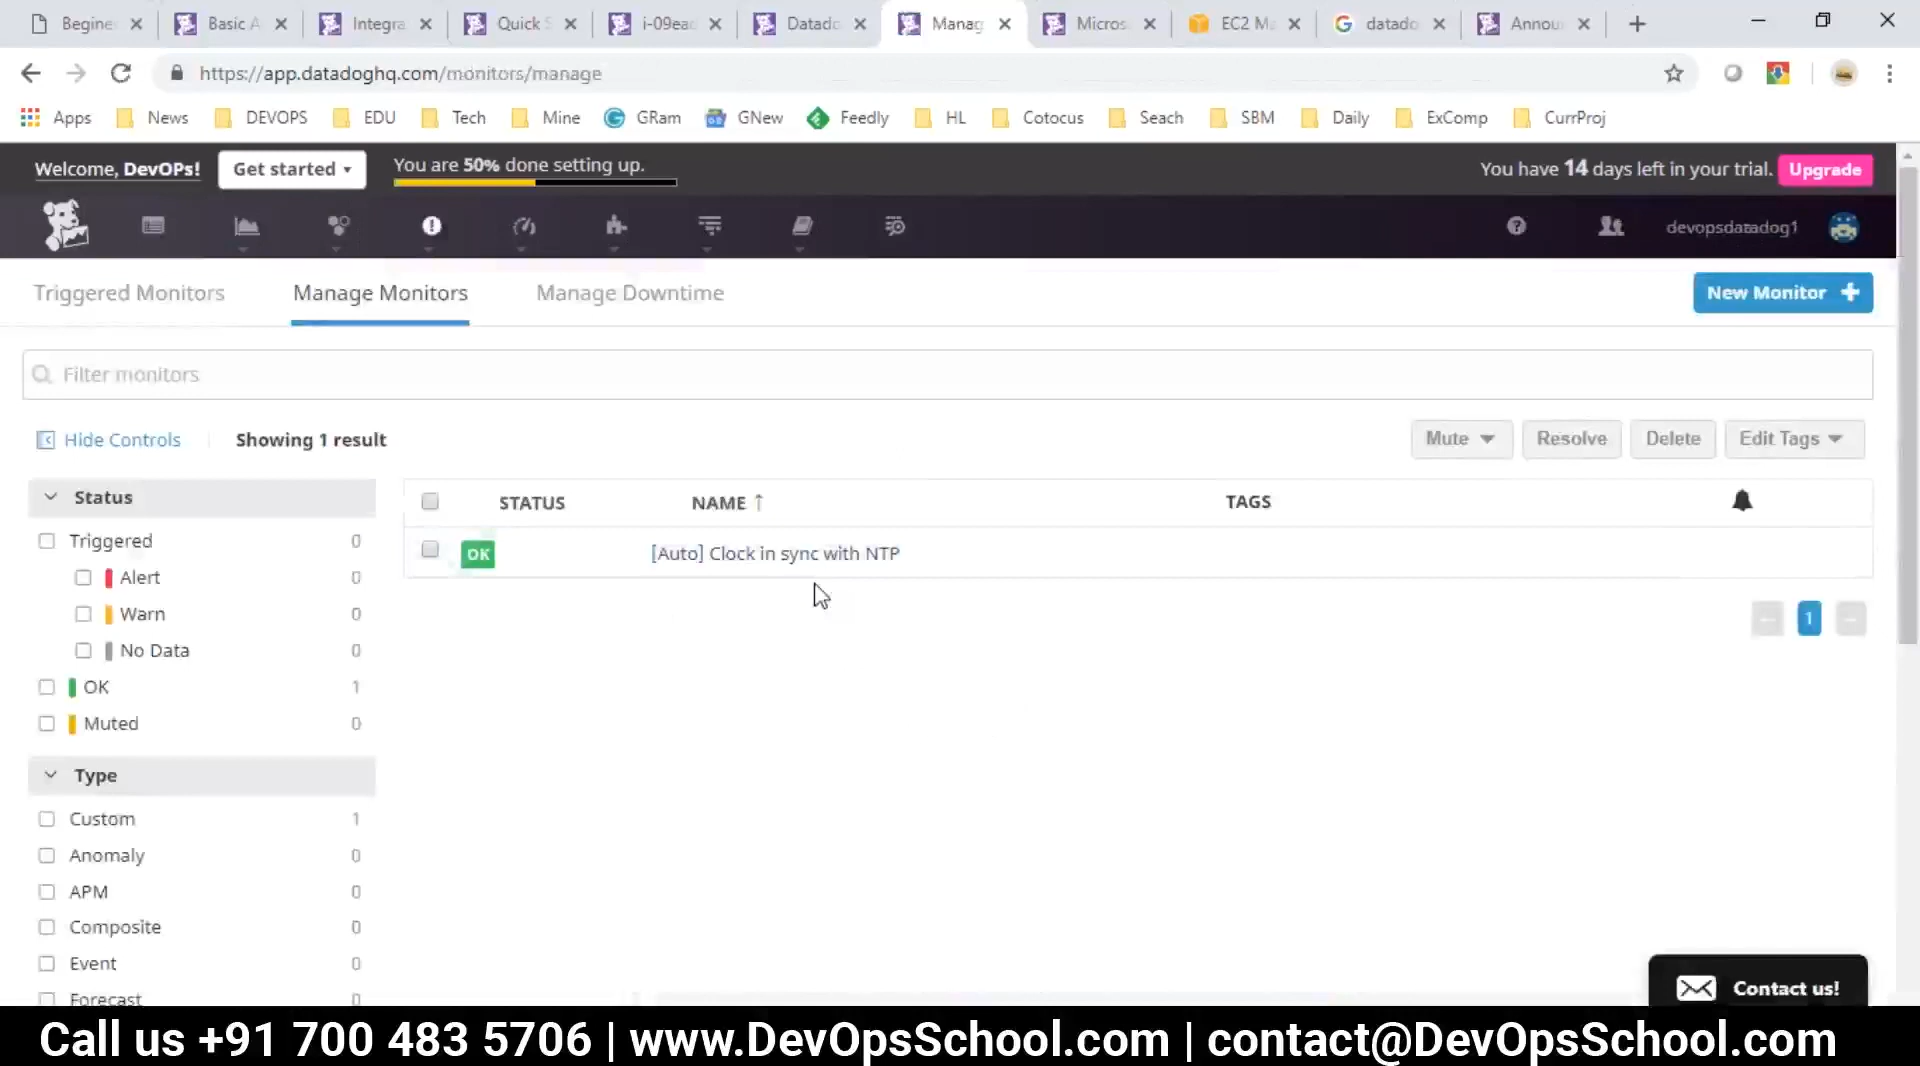 Begine
Basic A
Integra
Quick S
i-09ead
Datado
Manag
Micros
EC2 Ma
datado
Annou
https://app.datadoghq.com/monitors/manage
Apps News DEVOPS EDU Tech Mine GRam GNew Feedly HL Cotocus Seach SBM Daily ExComp CurrProj
Welcome, DevOPs! Get started You are 50% done setting up. You have 14 days left in your trial. Upgrade
devopsdatadog1
Triggered Monitors Manage Monitors Manage Downtime New Monitor +
Filter monitors
Hide Controls Showing 1 result Mute Resolve Delete Edit Tags
Status
STATUS NAME ↑ TAGS
Triggered 0
OK [Auto] Clock in sync with NTP
Alert 0
Warn 0
No Data 0
1
OK 1
Muted 0
Type
Custom 1
Anomaly 0
APM 0
Composite 0
Event 0
Forecast 0
Contact us!
Call us +91 700 483 5706 | www.DevOpsSchool.com | contact@DevOpsSchool.com